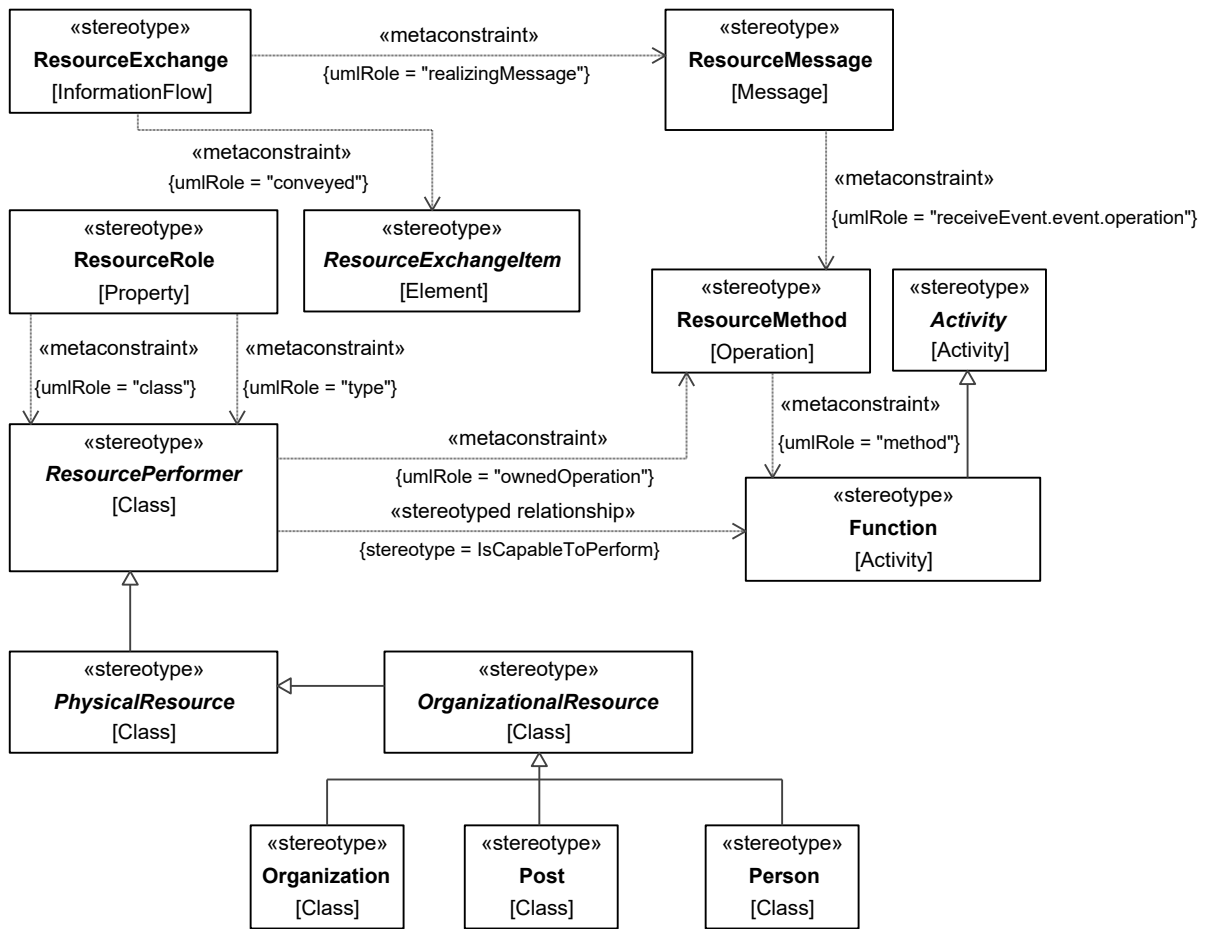 «stereotype»
ResourceExchange
[InformationFlow]
«metaconstraint»
{umlRole = "realizingMessage"}
«stereotype»
ResourceMessage
[Message]
«metaconstraint»
{umlRole = "conveyed"}
«metaconstraint»
{umlRole = "receiveEvent.event.operation"}
«stereotype»
ResourceRole
[Property]
«stereotype»
ResourceExchangeItem
[Element]
«stereotype»
ResourceMethod
[Operation]
«stereotype»
Activity
[Activity]
«metaconstraint»
{umlRole = "class"}
«metaconstraint»
{umlRole = "type"}
«metaconstraint»
{umlRole = "method"}
«stereotype»
ResourcePerformer
[Class]
«metaconstraint»
{umlRole = "ownedOperation"}
«stereotyped relationship»
{stereotype = IsCapableToPerform}
«stereotype»
Function
[Activity]
«stereotype»
PhysicalResource
[Class]
«stereotype»
OrganizationalResource
[Class]
«stereotype»
Organization
[Class]
«stereotype»
Post
[Class]
«stereotype»
Person
[Class]